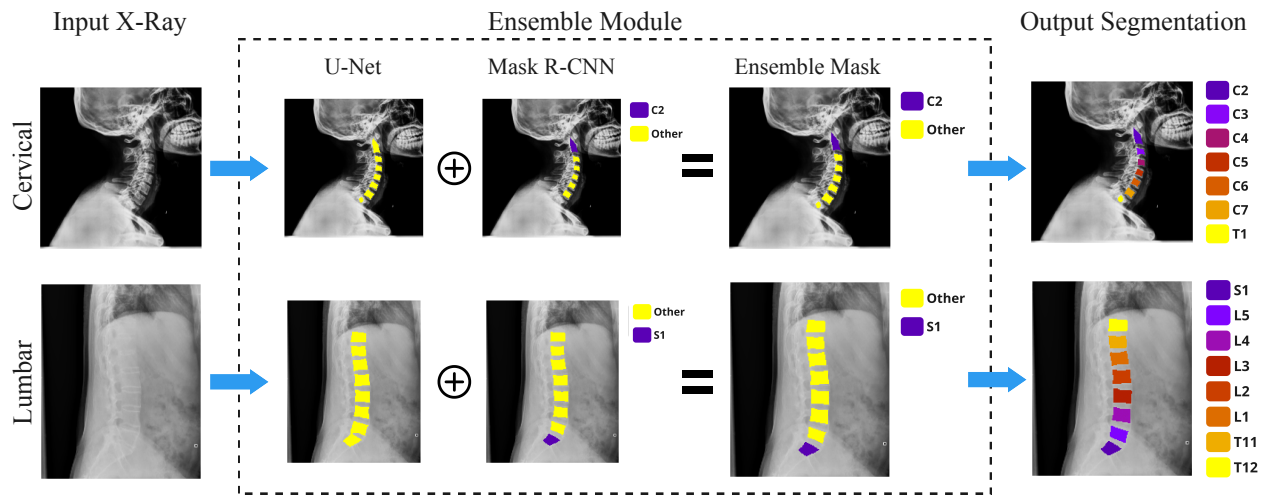 Input X-Ray
Ensemble Module
Output Segmentation
U-Net
Mask R-CNN
Ensemble Mask
Cervical
C2
Other
C2
Other
C2
C3
C4
C5
C6
C7
T1
Lumbar
Other
S1
Other
S1
S1
L5
L4
L3
L2
L1
T11
T12